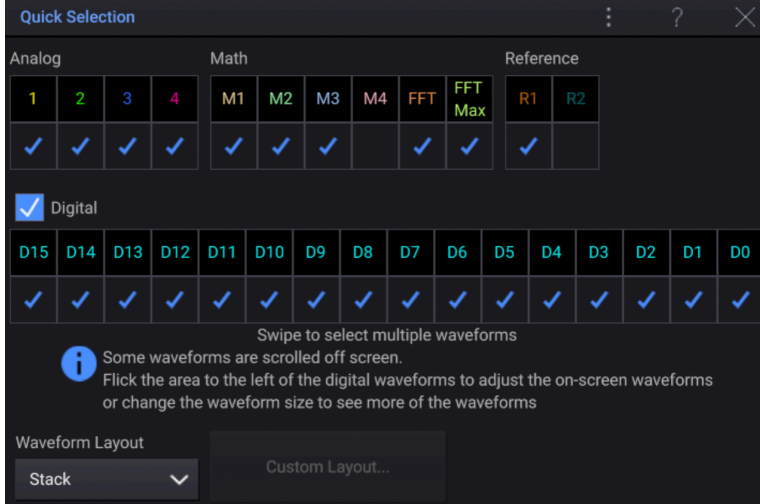 Quick Selection
?
Analog Math Reference
1 2 3 4 M1 M2 M3 M4 FFT FFT Max R1 R2
Digital
D15 D14 D13 D12 D11 D10 D9 D8 D7 D6 D5 D4 D3 D2 D1 D0
Swipe to select multiple waveforms
Some waveforms are scrolled off screen.
Flick the area to the left of the digital waveforms to adjust the on-screen waveforms
or change the waveform size to see more of the waveforms
Waveform Layout
Stack
Custom Layout...